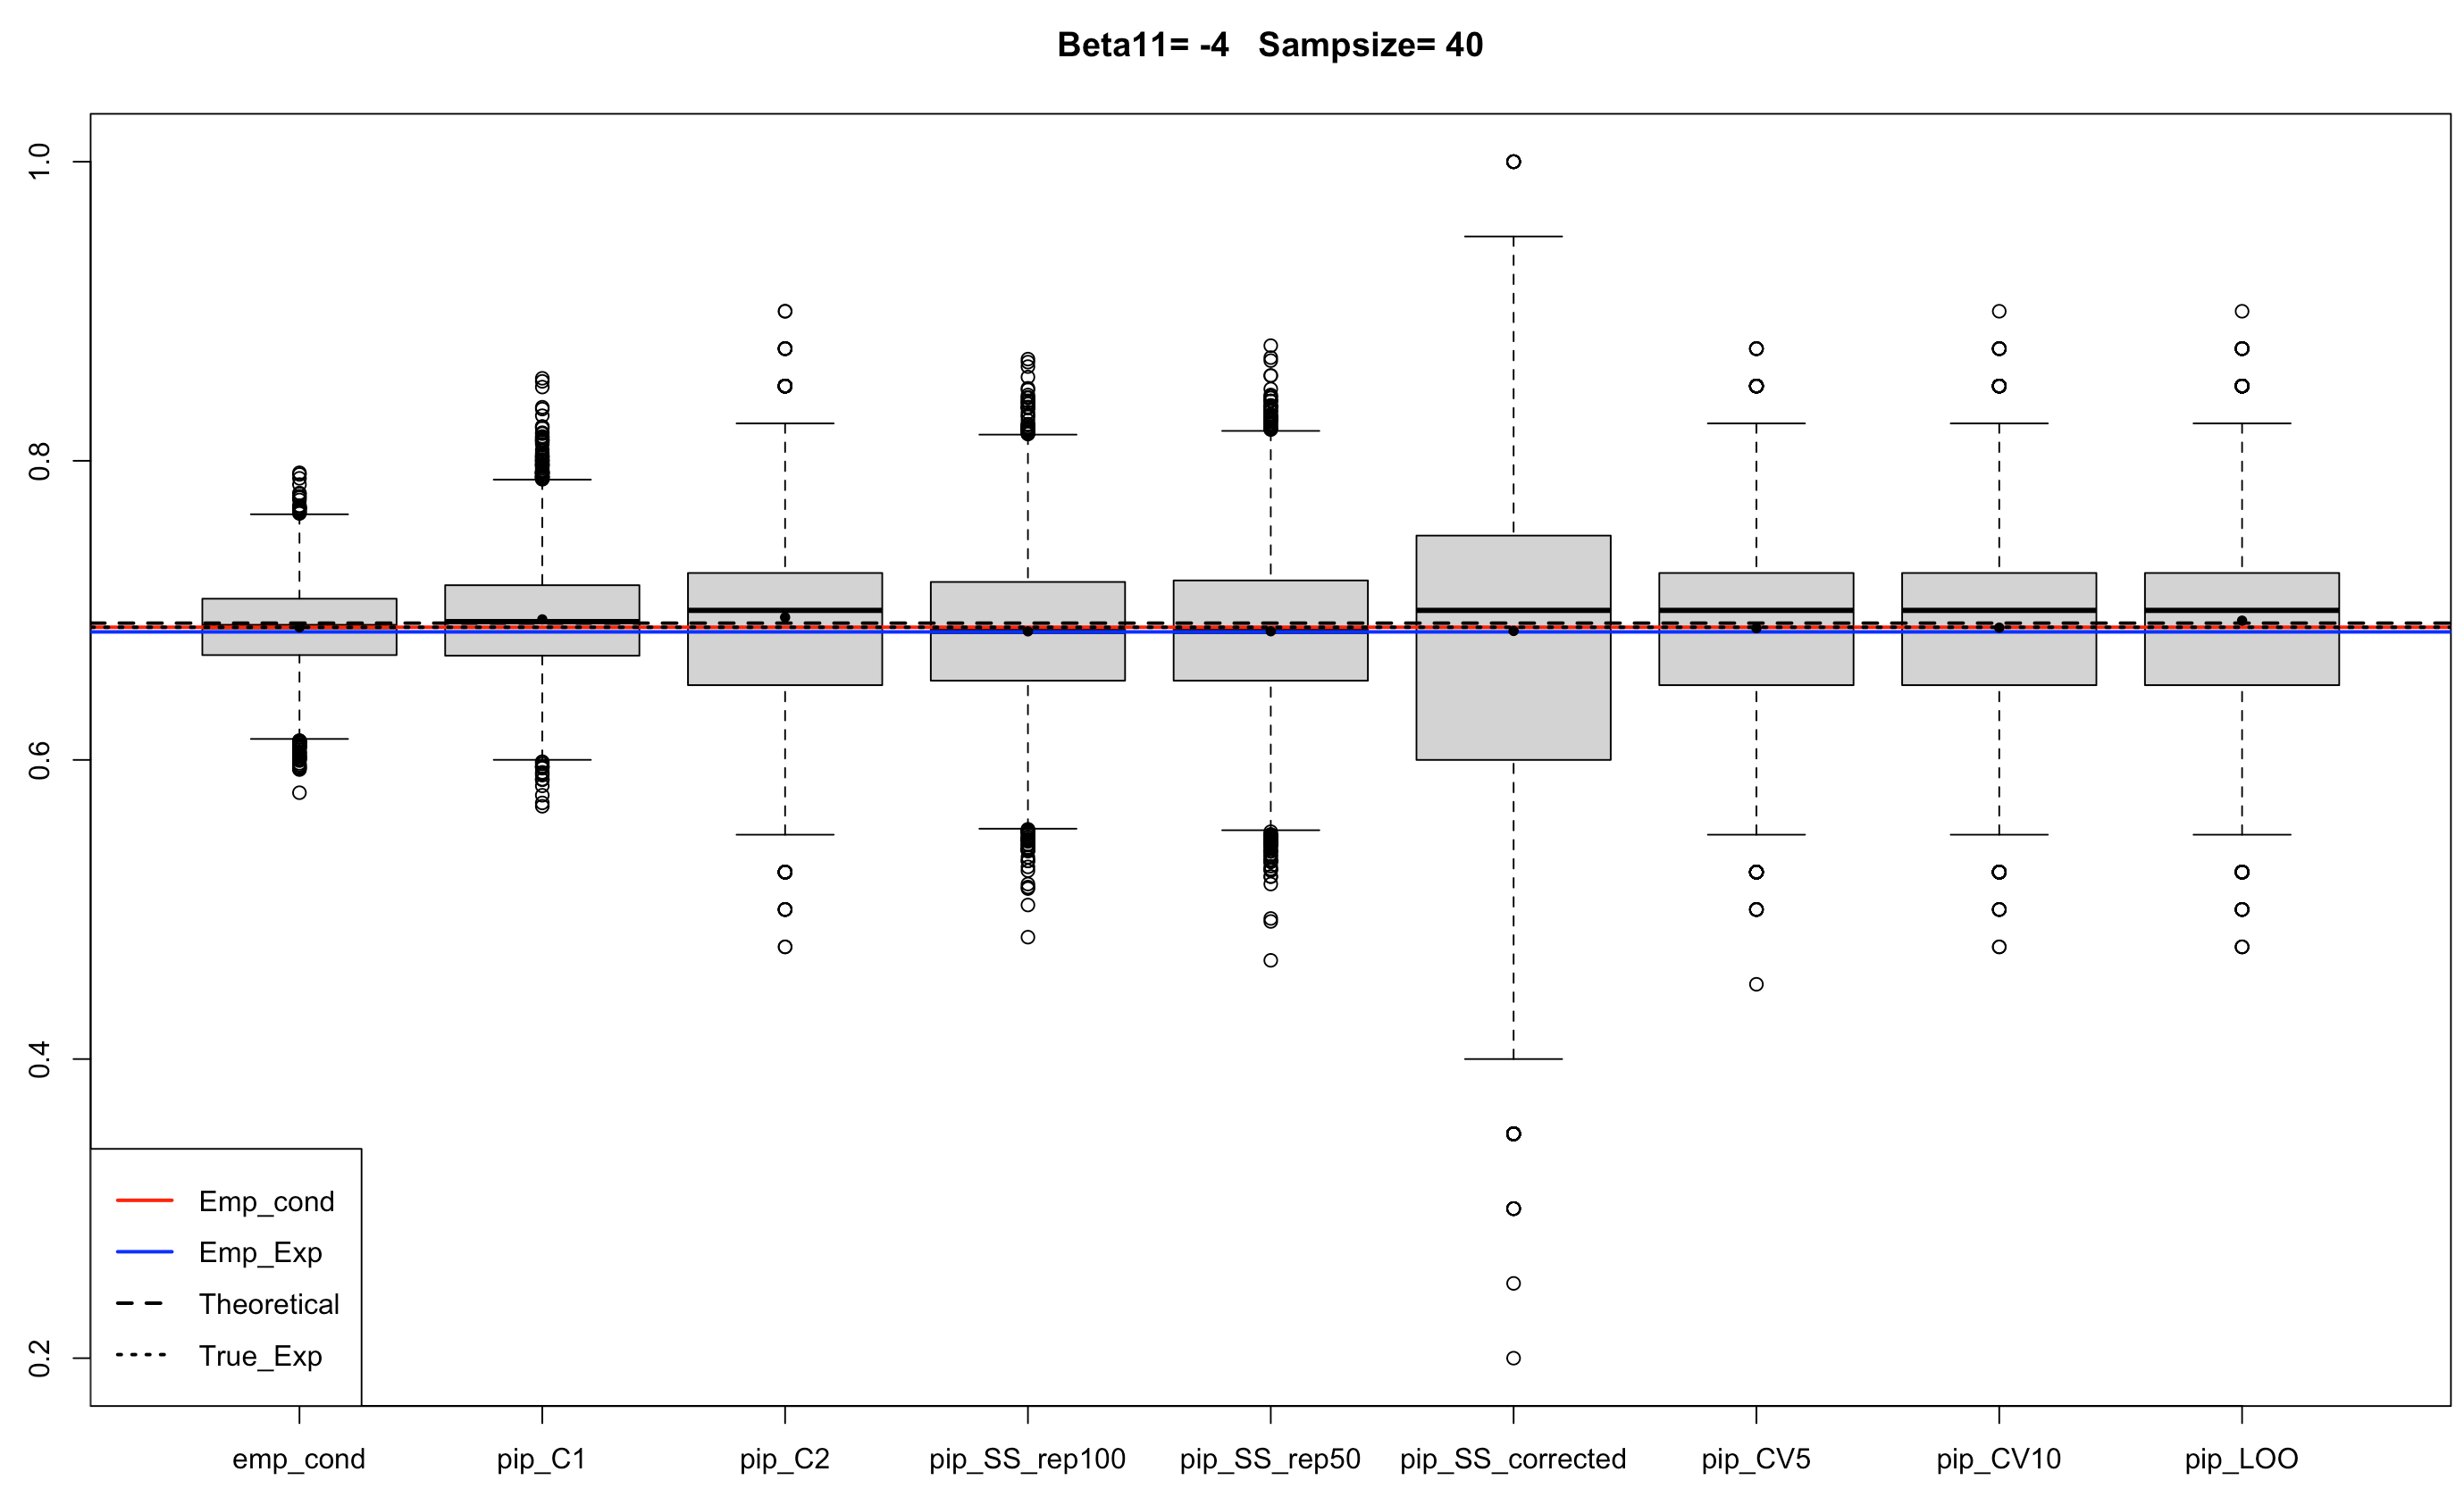 Beta11= -4   Sampsize= 40
1.0
0.8
0.6
0.4
0.2
Emp_cond
Emp_Exp
Theoretical
True_Exp
emp_cond pip_C1 pip_C2 pip_SS_rep100 pip_SS_rep50 pip_SS_corrected pip_CV5 pip_CV10 pip_LOO